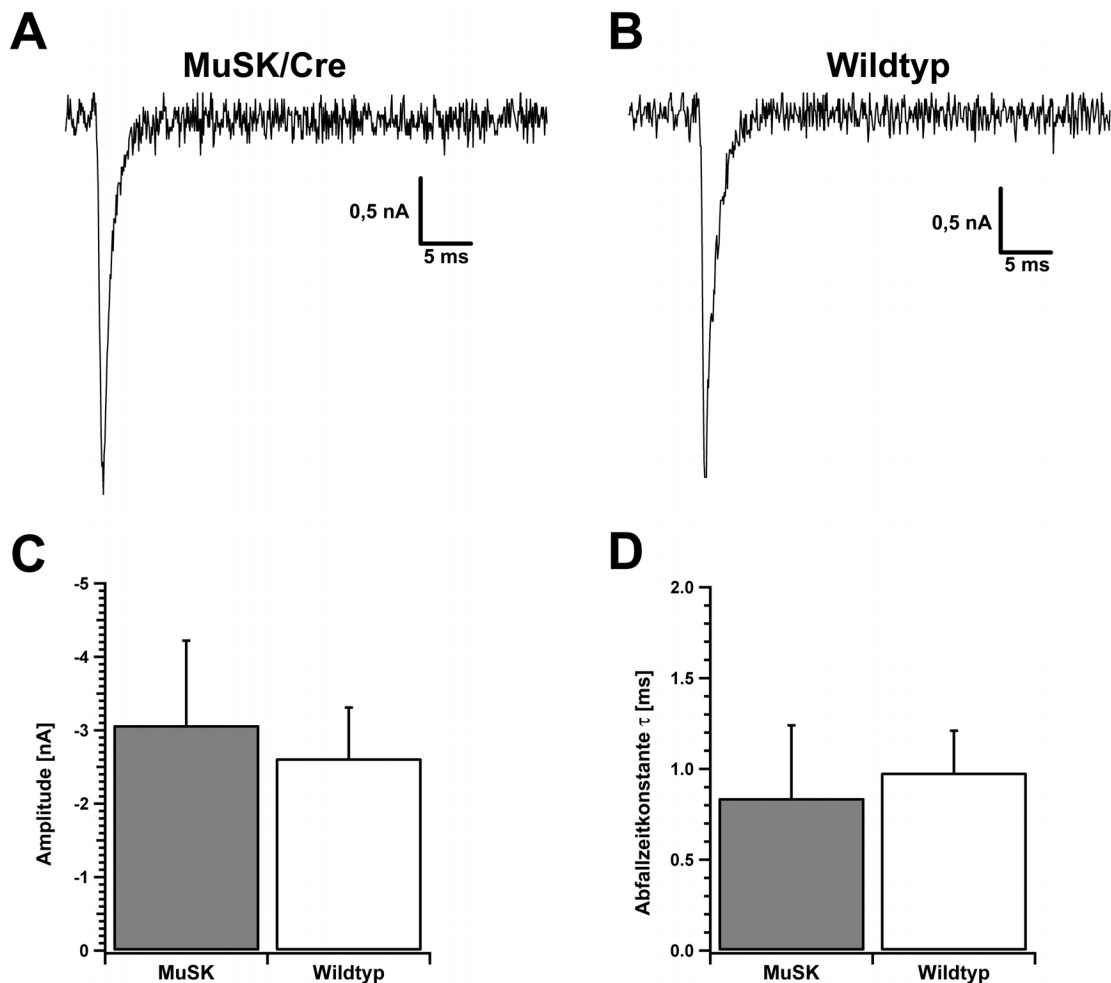 A
MuSK/Cre
0,5 nA
5 ms
B
Wildtyp
0,5 nA
5 ms
C
Amplitude [nA]
-5
-4
-3
-2
-1
0
MuSK
Wildtyp
D
Abfallzeitkonstante τ [ms]
2.0
1.5
1.0
0.5
0.0
MuSK
Wildtyp